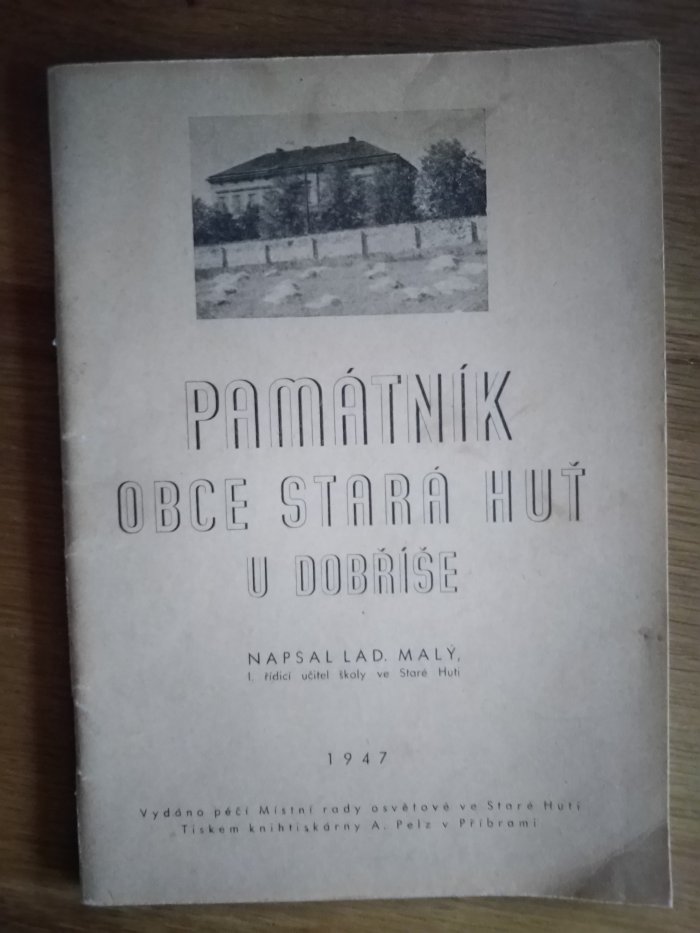 PAMÁTNÍK
OBCE STARÁ HUŤ
U DOBŘÍŠE
NAPSAL LAD. MALÝ,
I. řídicí učitel školy ve Staré Huti
1947
Vydáno péčí Místní rady osvětové ve Staré Huti
Tiskem knihtiskárny A. Pelz v Příbrami